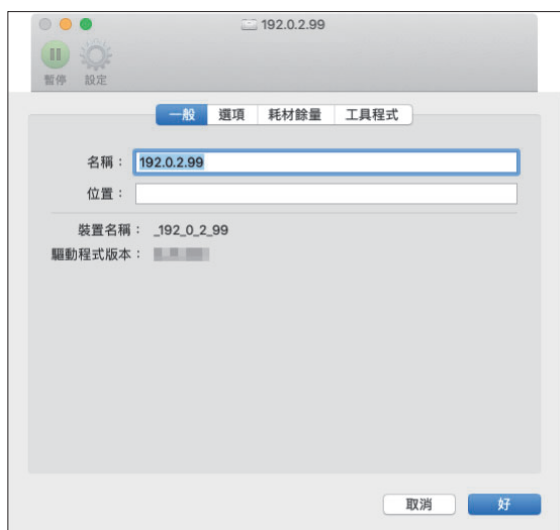 192.0.2.99
暫停 設定
一般 選項 耗材餘量 工具程式
名稱： 192.0.2.99
位置：
裝置名稱： _192_0_2_99
驅動程式版本：
取消 好